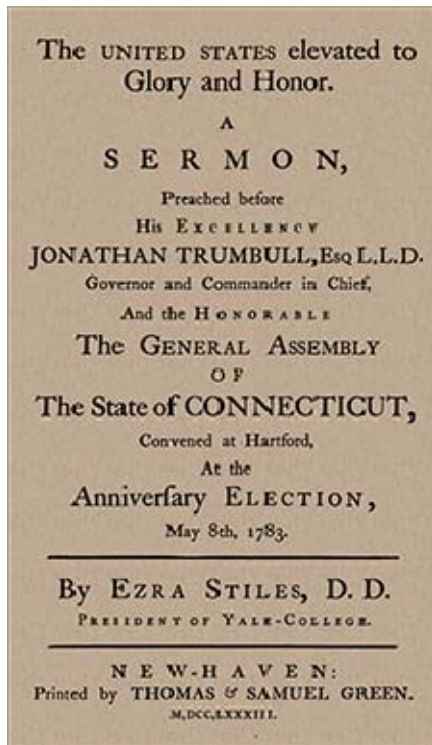 The UNITED STATES elevated to
Glory and Honor.
A
SERMON,
Preached before
His EXCELLENCY
JONATHAN TRUMBULL, Esq L.L.D.
Governor and Commander in Chief,
And the HONORABLE
The GENERAL ASSEMBLY
OF
The State of CONNECTICUT,
Convened at Hartford,
At the
Anniverſary ELECTION,
May 8th, 1783.
By EZRA STILES, D. D.
PRESIDENT OF YALE-COLLEGE.
NEW-HAVEN:
Printed by THOMAS & SAMUEL GREEN.
M,DCC,LXXXIII.